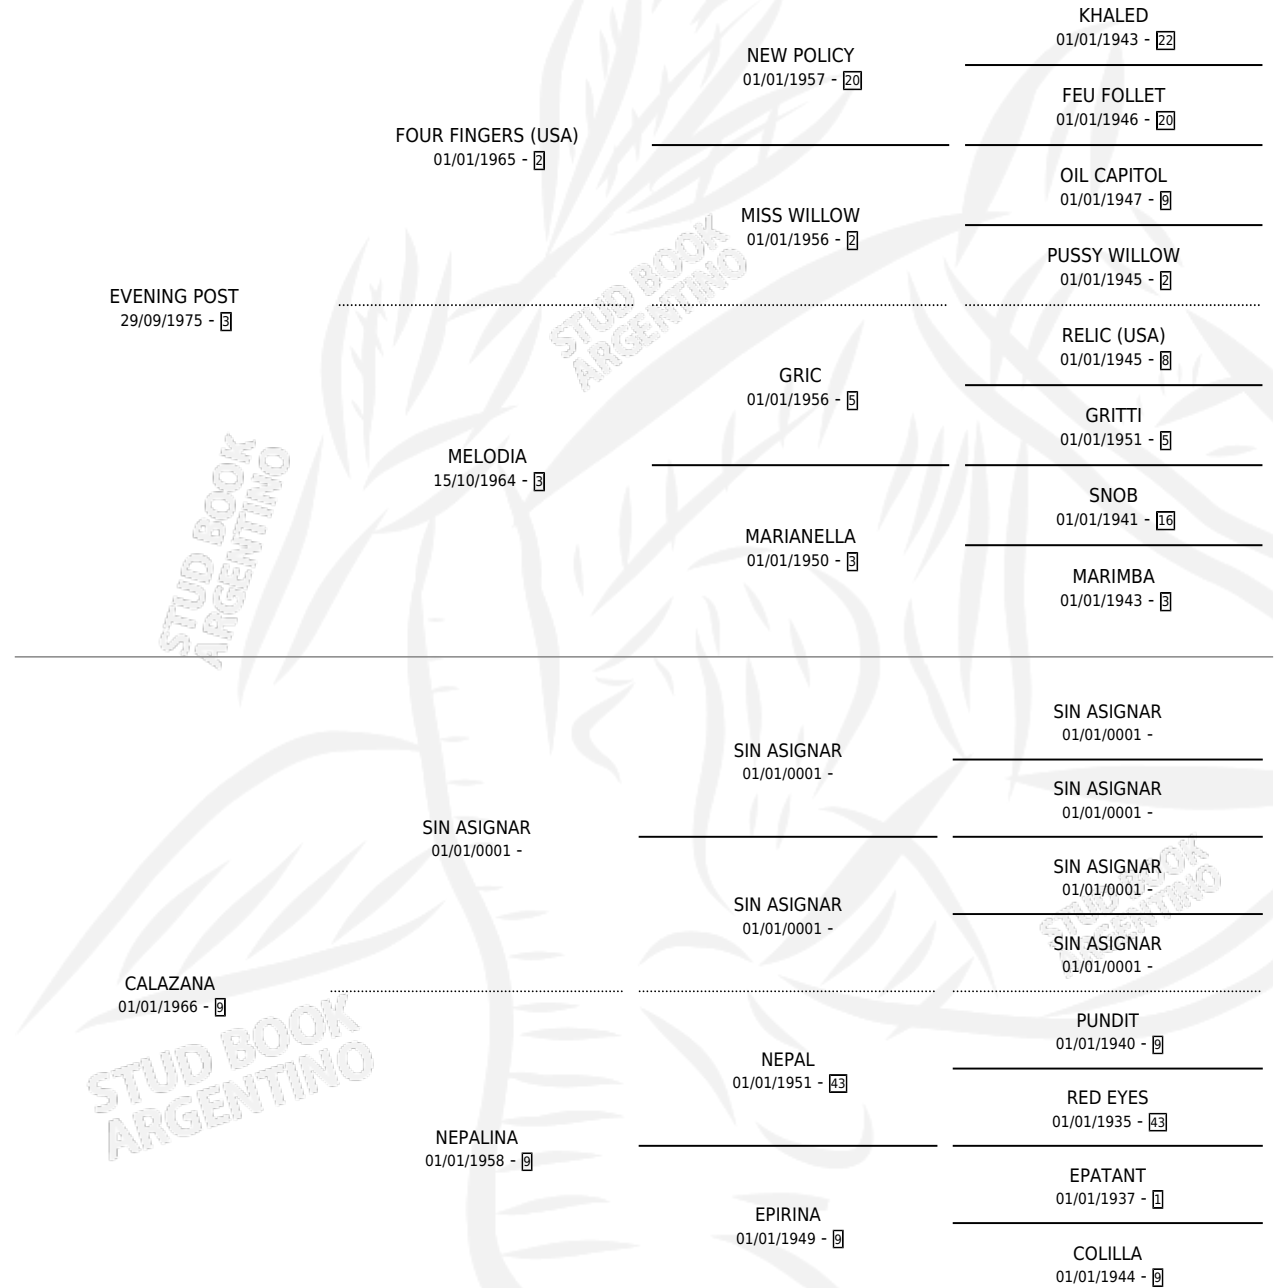 KHALED
01/01/1943 - 22
NEW POLICY
01/01/1957 - 20
FEU FOLLET
01/01/1946 - 20
FOUR FINGERS (USA)
01/01/1965 - 2
OIL CAPITOL
01/01/1947 - 9
MISS WILLOW
01/01/1956 - 2
PUSSY WILLOW
01/01/1945 - 2
EVENING POST
29/09/1975 - 3
STUD BOOK
ARGENTINO
RELIC (USA)
01/01/1945 - 8
GRIC
01/01/1956 - 5
GRITTI
01/01/1951 - 5
MELODIA
15/10/1964 - 3
SNOB
01/01/1941 - 16
MARIANELLA
01/01/1950 - 3
MARIMBA
01/01/1943 - 3
STUD BOOK
ARGENTINO
SIN ASIGNAR
01/01/0001 -
SIN ASIGNAR
01/01/0001 -
SIN ASIGNAR
01/01/0001 -
SIN ASIGNAR
01/01/0001 -
SIN ASIGNAR
01/01/0001 -
SIN ASIGNAR
01/01/0001 -
SIN ASIGNAR
01/01/0001 -
STUD BOOK
ARGENTINO
CALAZANA
01/01/1966 - 9
PUNDIT
01/01/1940 - 9
NEPAL
01/01/1951 - 43
RED EYES
01/01/1935 - 43
STUD BOOK
ARGENTINO
NEPALINA
01/01/1958 - 9
EPATANT
01/01/1937 - 1
EPIRINA
01/01/1949 - 9
COLILLA
01/01/1944 - 9